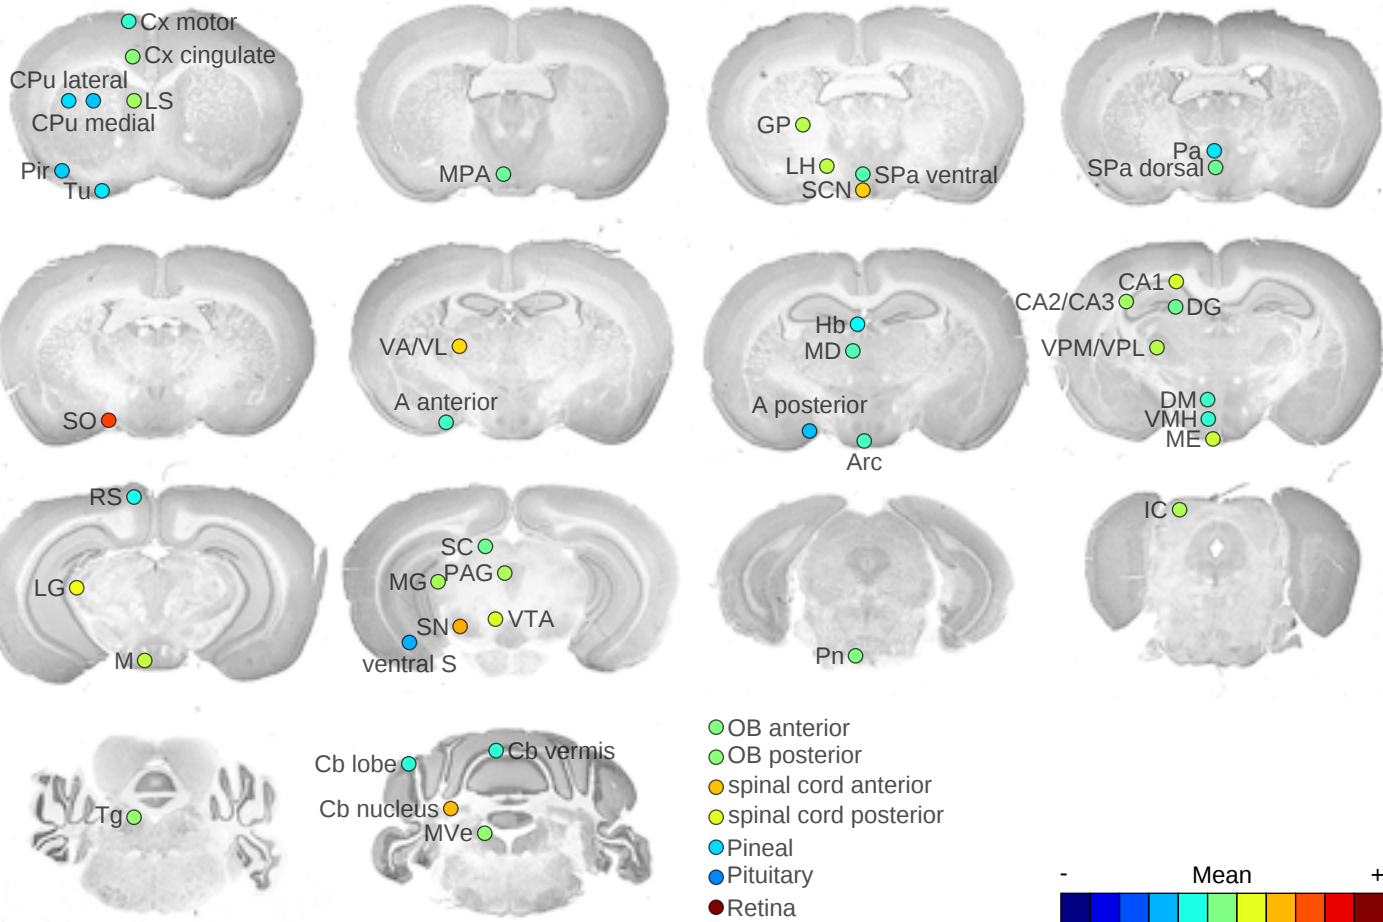 Cx motor
Cx cingulate
CPu lateral
LS
CPu medial
Pir
Tu
MPA
GP
LH
SPa ventral
SCN
Pa
SPa dorsal
SO
VA/VL
A anterior
Hb
MD
A posterior
Arc
CA1
CA2/CA3
DG
VPM/VPL
DM
VMH
ME
RS
LG
M
SC
MG
PAG
SN
VTA
ventral S
Pn
IC
Tg
Cb lobe
Cb vermis
Cb nucleus
MVe
OB anterior
OB posterior
spinal cord anterior
spinal cord posterior
Pineal
Pituitary
Retina
- Mean +